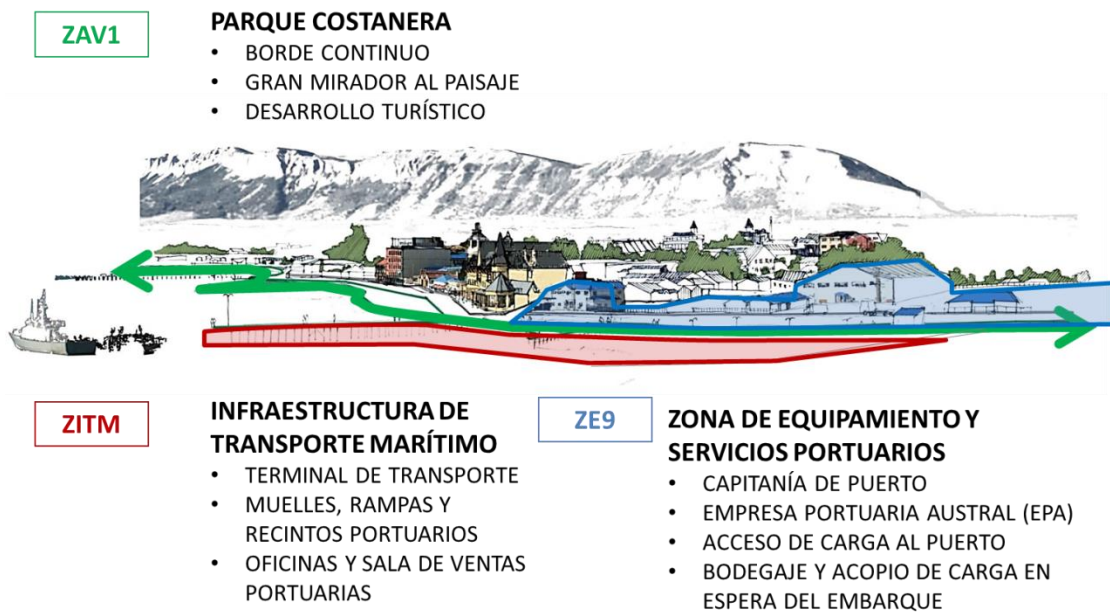 ZAV1
PARQUE COSTANERA
• BORDE CONTINUO
• GRAN MIRADOR AL PAISAJE
• DESARROLLO TURÍSTICO
ZITM
INFRAESTRUCTURA DE
TRANSPORTE MARÍTIMO
• TERMINAL DE TRANSPORTE
• MUELLES, RAMPAS Y
RECINTOS PORTUARIOS
• OFICINAS Y SALA DE VENTAS
PORTUARIAS
ZE9
ZONA DE EQUIPAMIENTO Y
SERVICIOS PORTUARIOS
• CAPITANÍA DE PUERTO
• EMPRESA PORTUARIA AUSTRAL (EPA)
• ACCESO DE CARGA AL PUERTO
• BODEGAJE Y ACOPIO DE CARGA EN
ESPERA DEL EMBARQUE